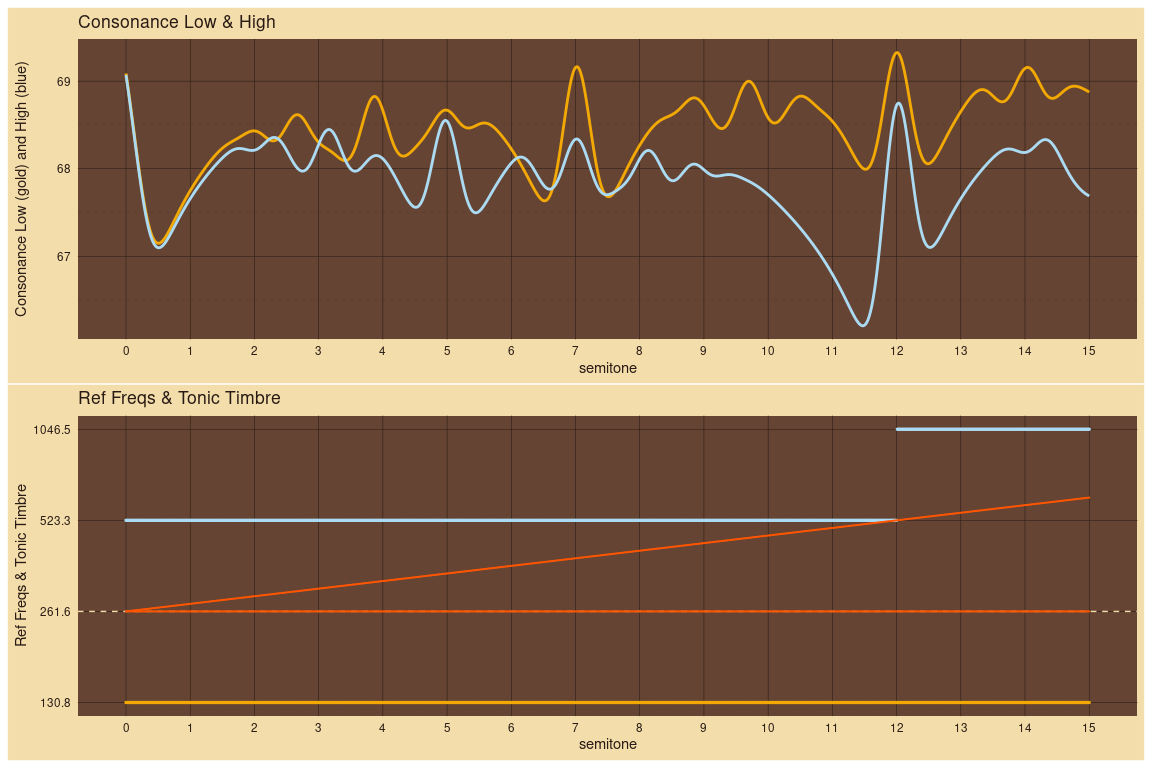 Consonance Low & High
Consonance Low (gold) and High (blue)
69
68
67
0 1 2 3 4 5 6 7 8 9 10 11 12 13 14 15
semitone
Ref Freqs & Tonic Timbre
Ref Freqs & Tonic Timbre
1046.5
523.3
261.6
130.8
0 1 2 3 4 5 6 7 8 9 10 11 12 13 14 15
semitone